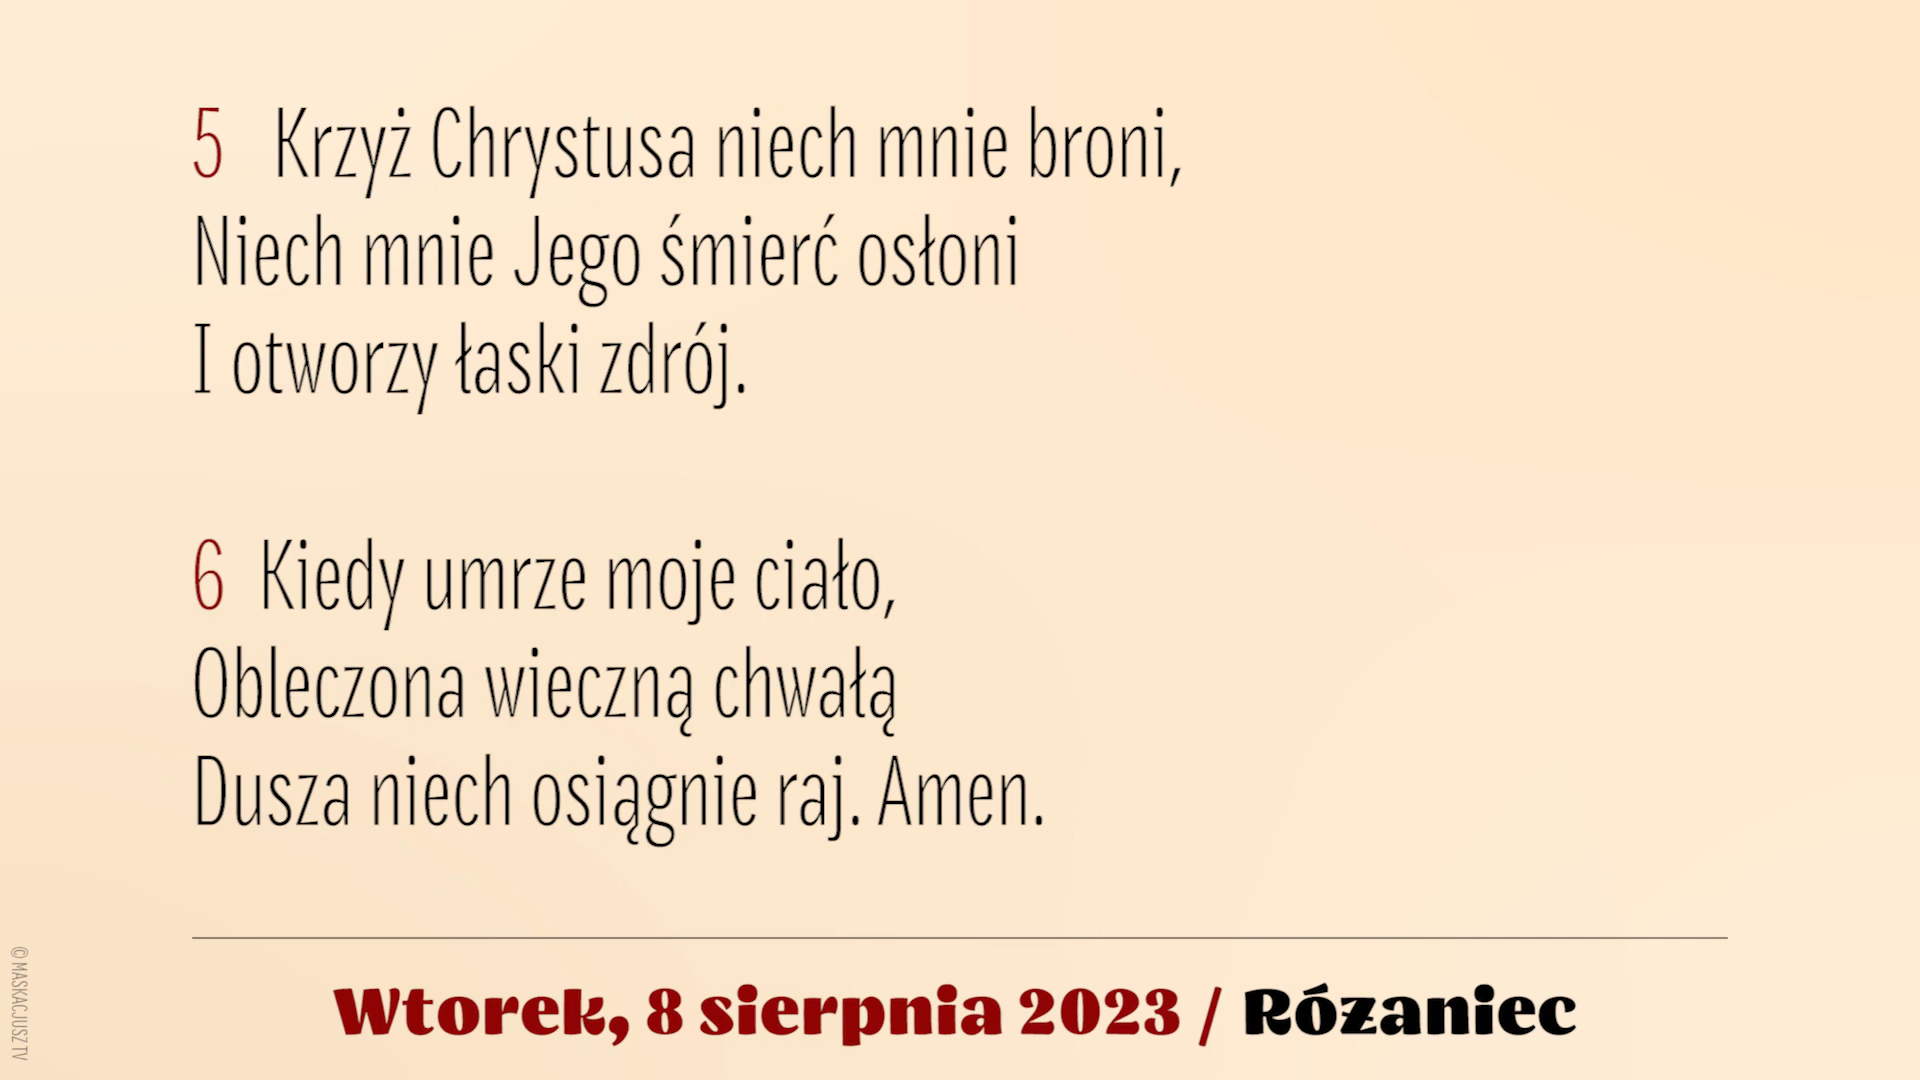 5 Krzyż Chrystusa niech mnie broni,
Niech mnie Jego śmierć osłoni
I otworzy łaski zdrój.
6 Kiedy umrze moje ciało,
Obleczona wieczną chwałą
Dusza niech osiągnie raj. Amen.
Wtorek, 8 sierpnia 2023 / Różaniec
© MASKACJUSZ TV